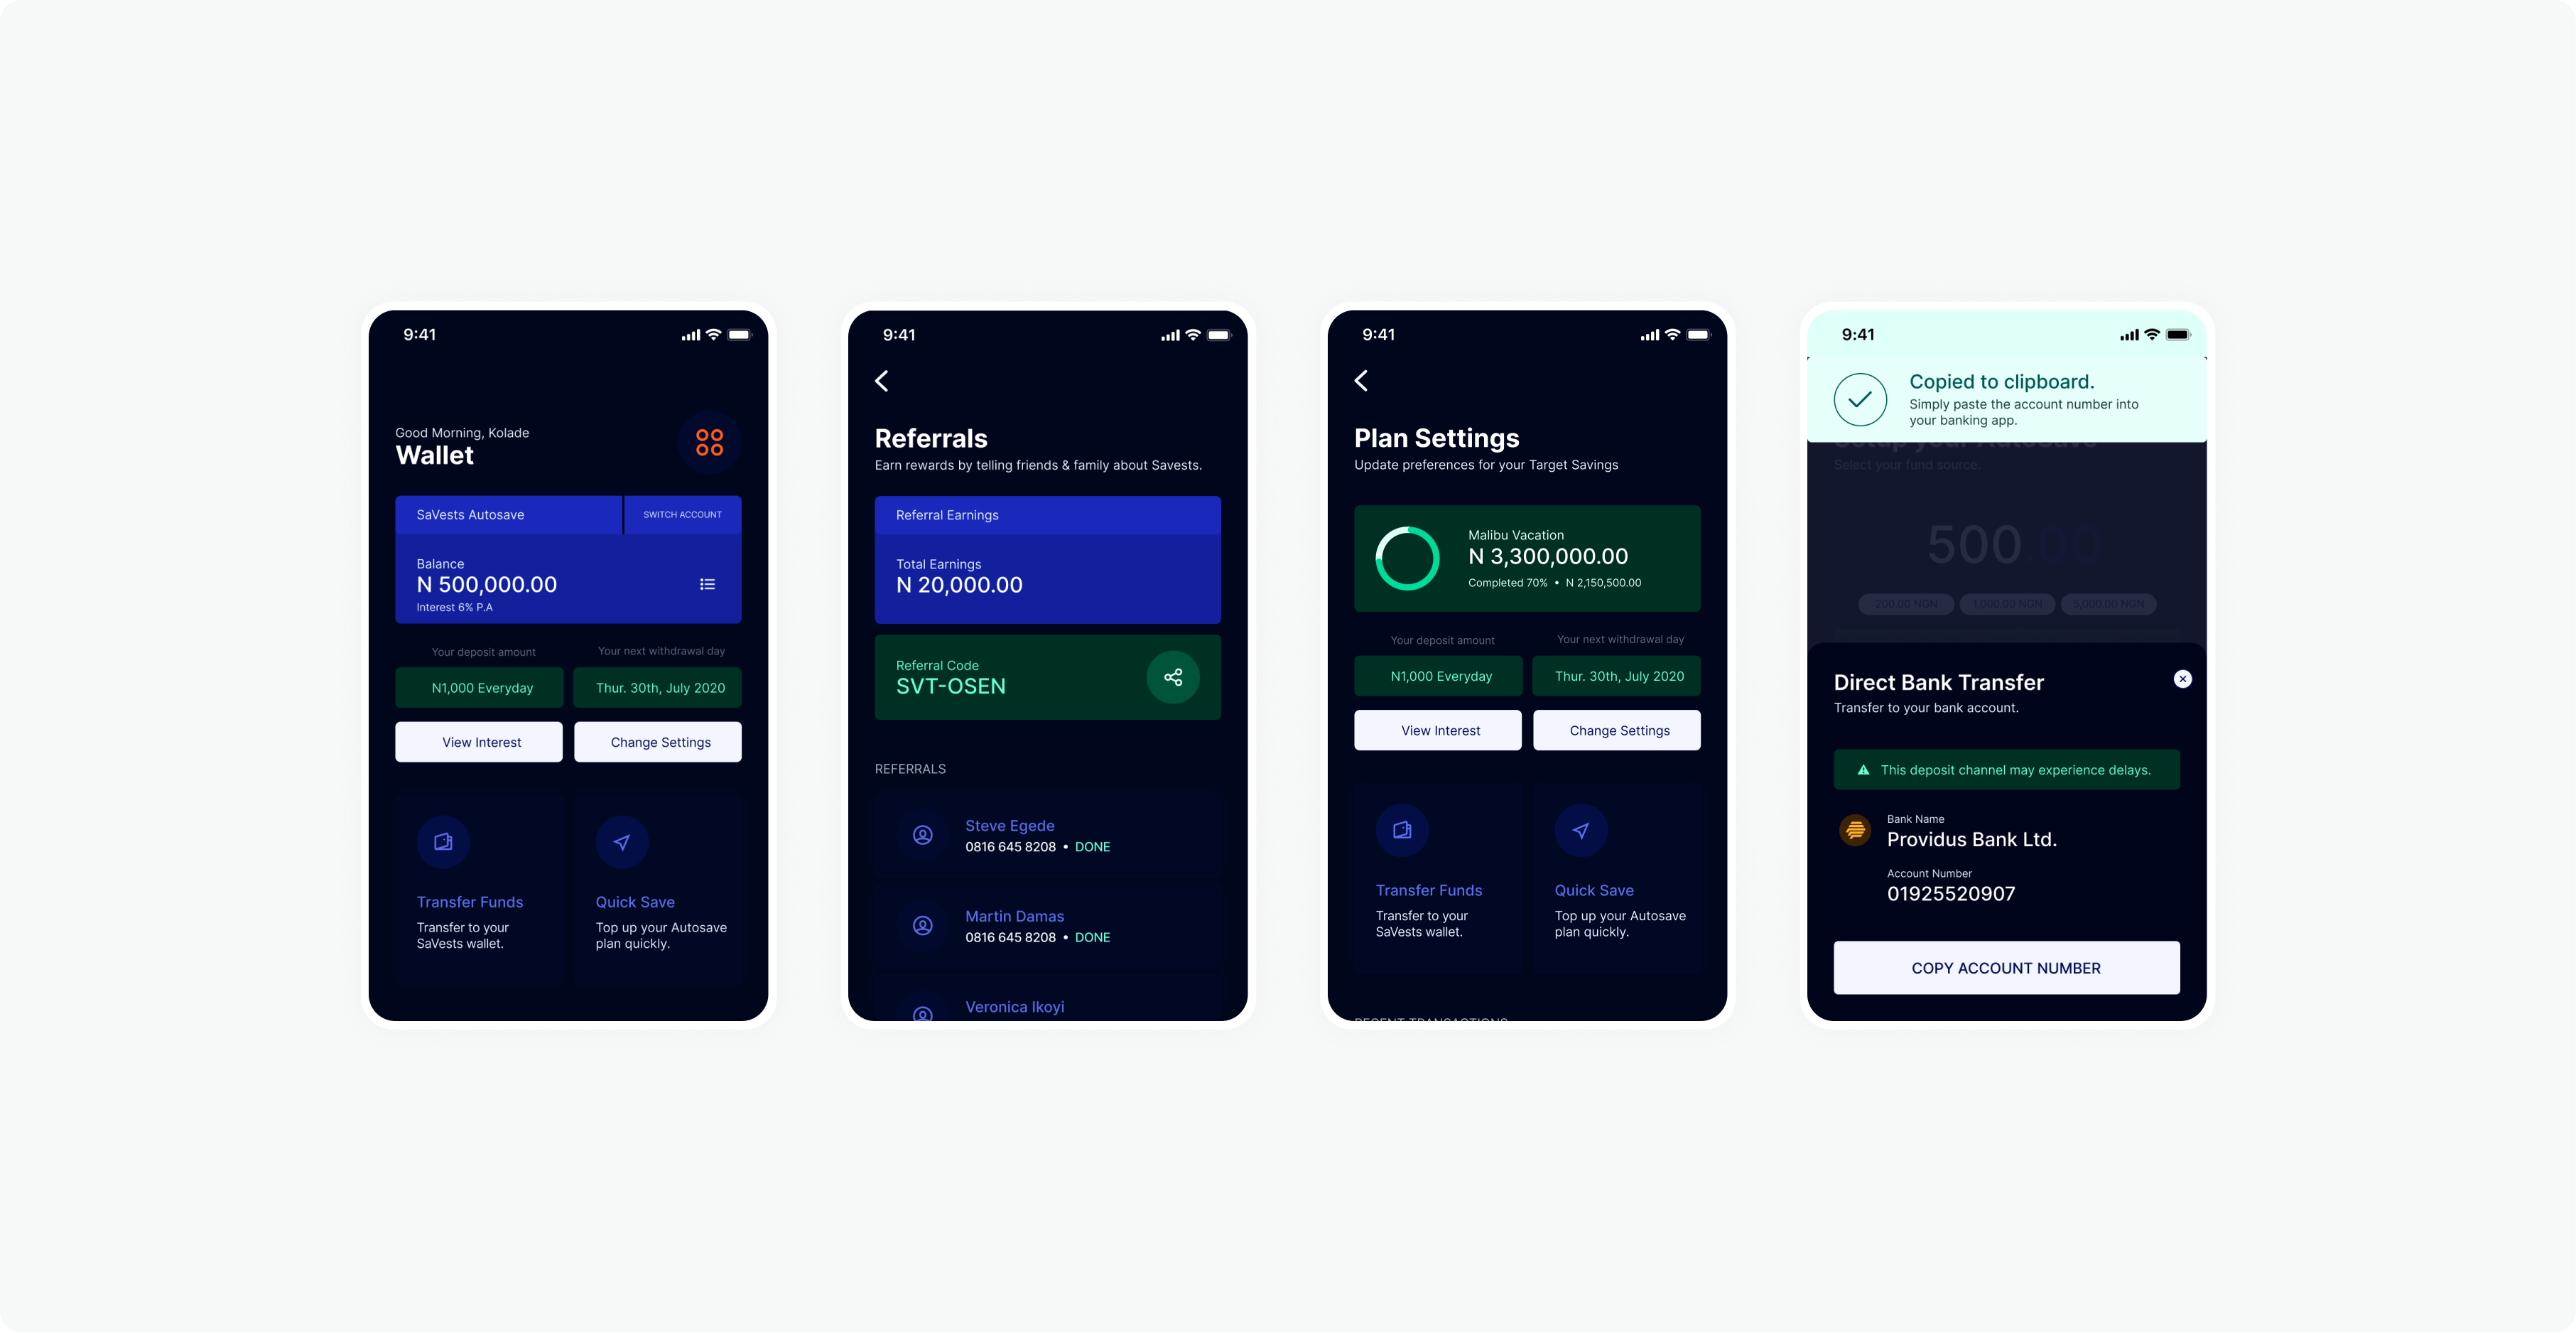 9:41
Good Morning, Kolade
Wallet
SaVests Autosave
SWITCH ACCOUNT
Balance
N 500,000.00
Interest 6% P.A
Your deposit amount
Your next withdrawal day
N1,000 Everyday
Thur. 30th, July 2020
View Interest
Change Settings
Transfer Funds
Transfer to your
SaVests wallet.
Quick Save
Top up your Autosave
plan quickly.
9:41
Referrals
Earn rewards by telling friends & family about Savests.
Referral Earnings
Total Earnings
N 20,000.00
Referral Code
SVT-OSEN
REFERRALS
Steve Egede
0816 645 8208 • DONE
Martin Damas
0816 645 8208 • DONE
Veronica Ikoyi
9:41
Plan Settings
Update preferences for your Target Savings
Malibu Vacation
N 3,300,000.00
Completed 70% • N 2,150,500.00
Your deposit amount
Your next withdrawal day
N1,000 Everyday
Thur. 30th, July 2020
View Interest
Change Settings
Transfer Funds
Transfer to your
SaVests wallet.
Quick Save
Top up your Autosave
plan quickly.
RECENT TRANSACTIONS
9:41
Copied to clipboard.
Simply paste the account number into
your banking app.
Setup your AutoSave
Select your fund source.
500.00
200.00 NGN
1,000.00 NGN
5,000.00 NGN
Direct Bank Transfer
Transfer to your bank account.
This deposit channel may experience delays.
Bank Name
Providus Bank Ltd.
Account Number
01925520907
COPY ACCOUNT NUMBER